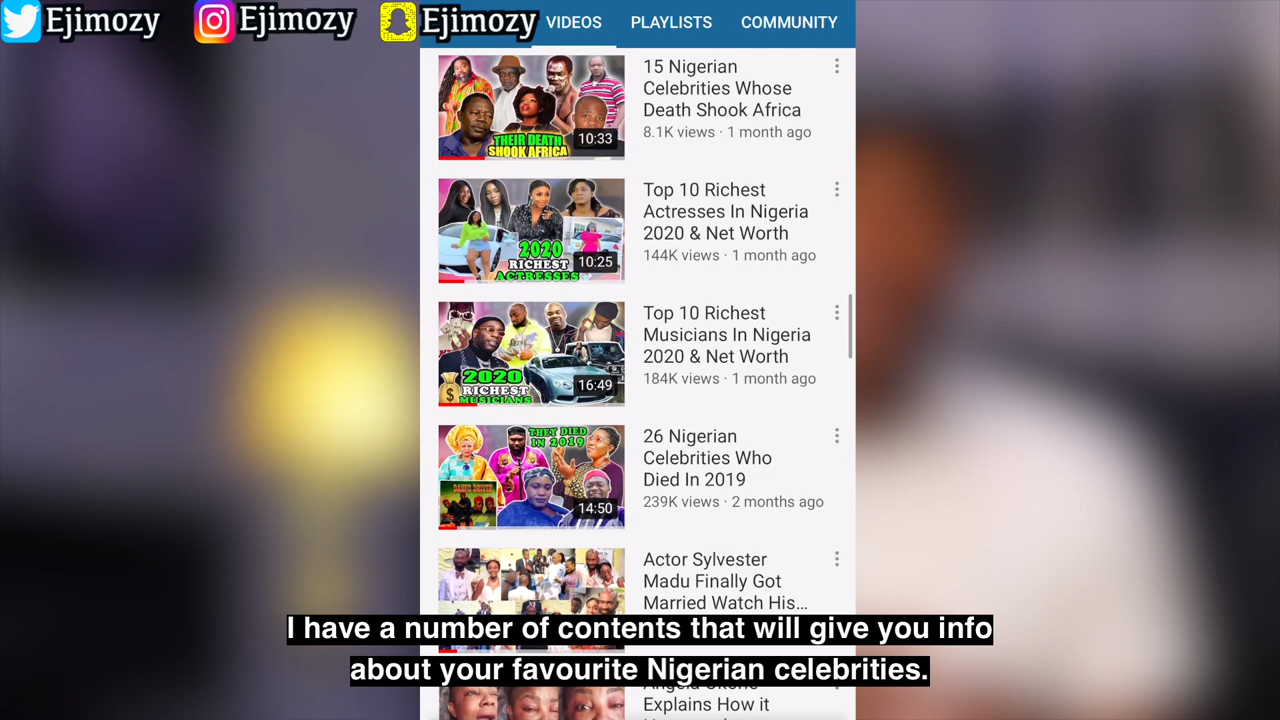 Ejimozy
Ejimozy
Ejimozy
VIDEOS
PLAYLISTS
COMMUNITY
THEIR DEATH
SHOOK AFRICA
10:33
15 Nigerian
Celebrities Whose
Death Shook Africa
8.1K views · 1 month ago
2020
RICHEST
ACTRESSES
10:25
Top 10 Richest
Actresses In Nigeria
2020 & Net Worth
144K views · 1 month ago
2020
RICHEST
MUSICIANS
16:49
Top 10 Richest
Musicians In Nigeria
2020 & Net Worth
184K views · 1 month ago
THEY DIED
IN 2019
DANFO DRIVER
14:50
26 Nigerian
Celebrities Who
Died In 2019
239K views · 2 months ago
Actor Sylvester
Madu Finally Got
Married Watch His...
I have a number of contents that will give you info
about your favourite Nigerian celebrities.
Explains How it